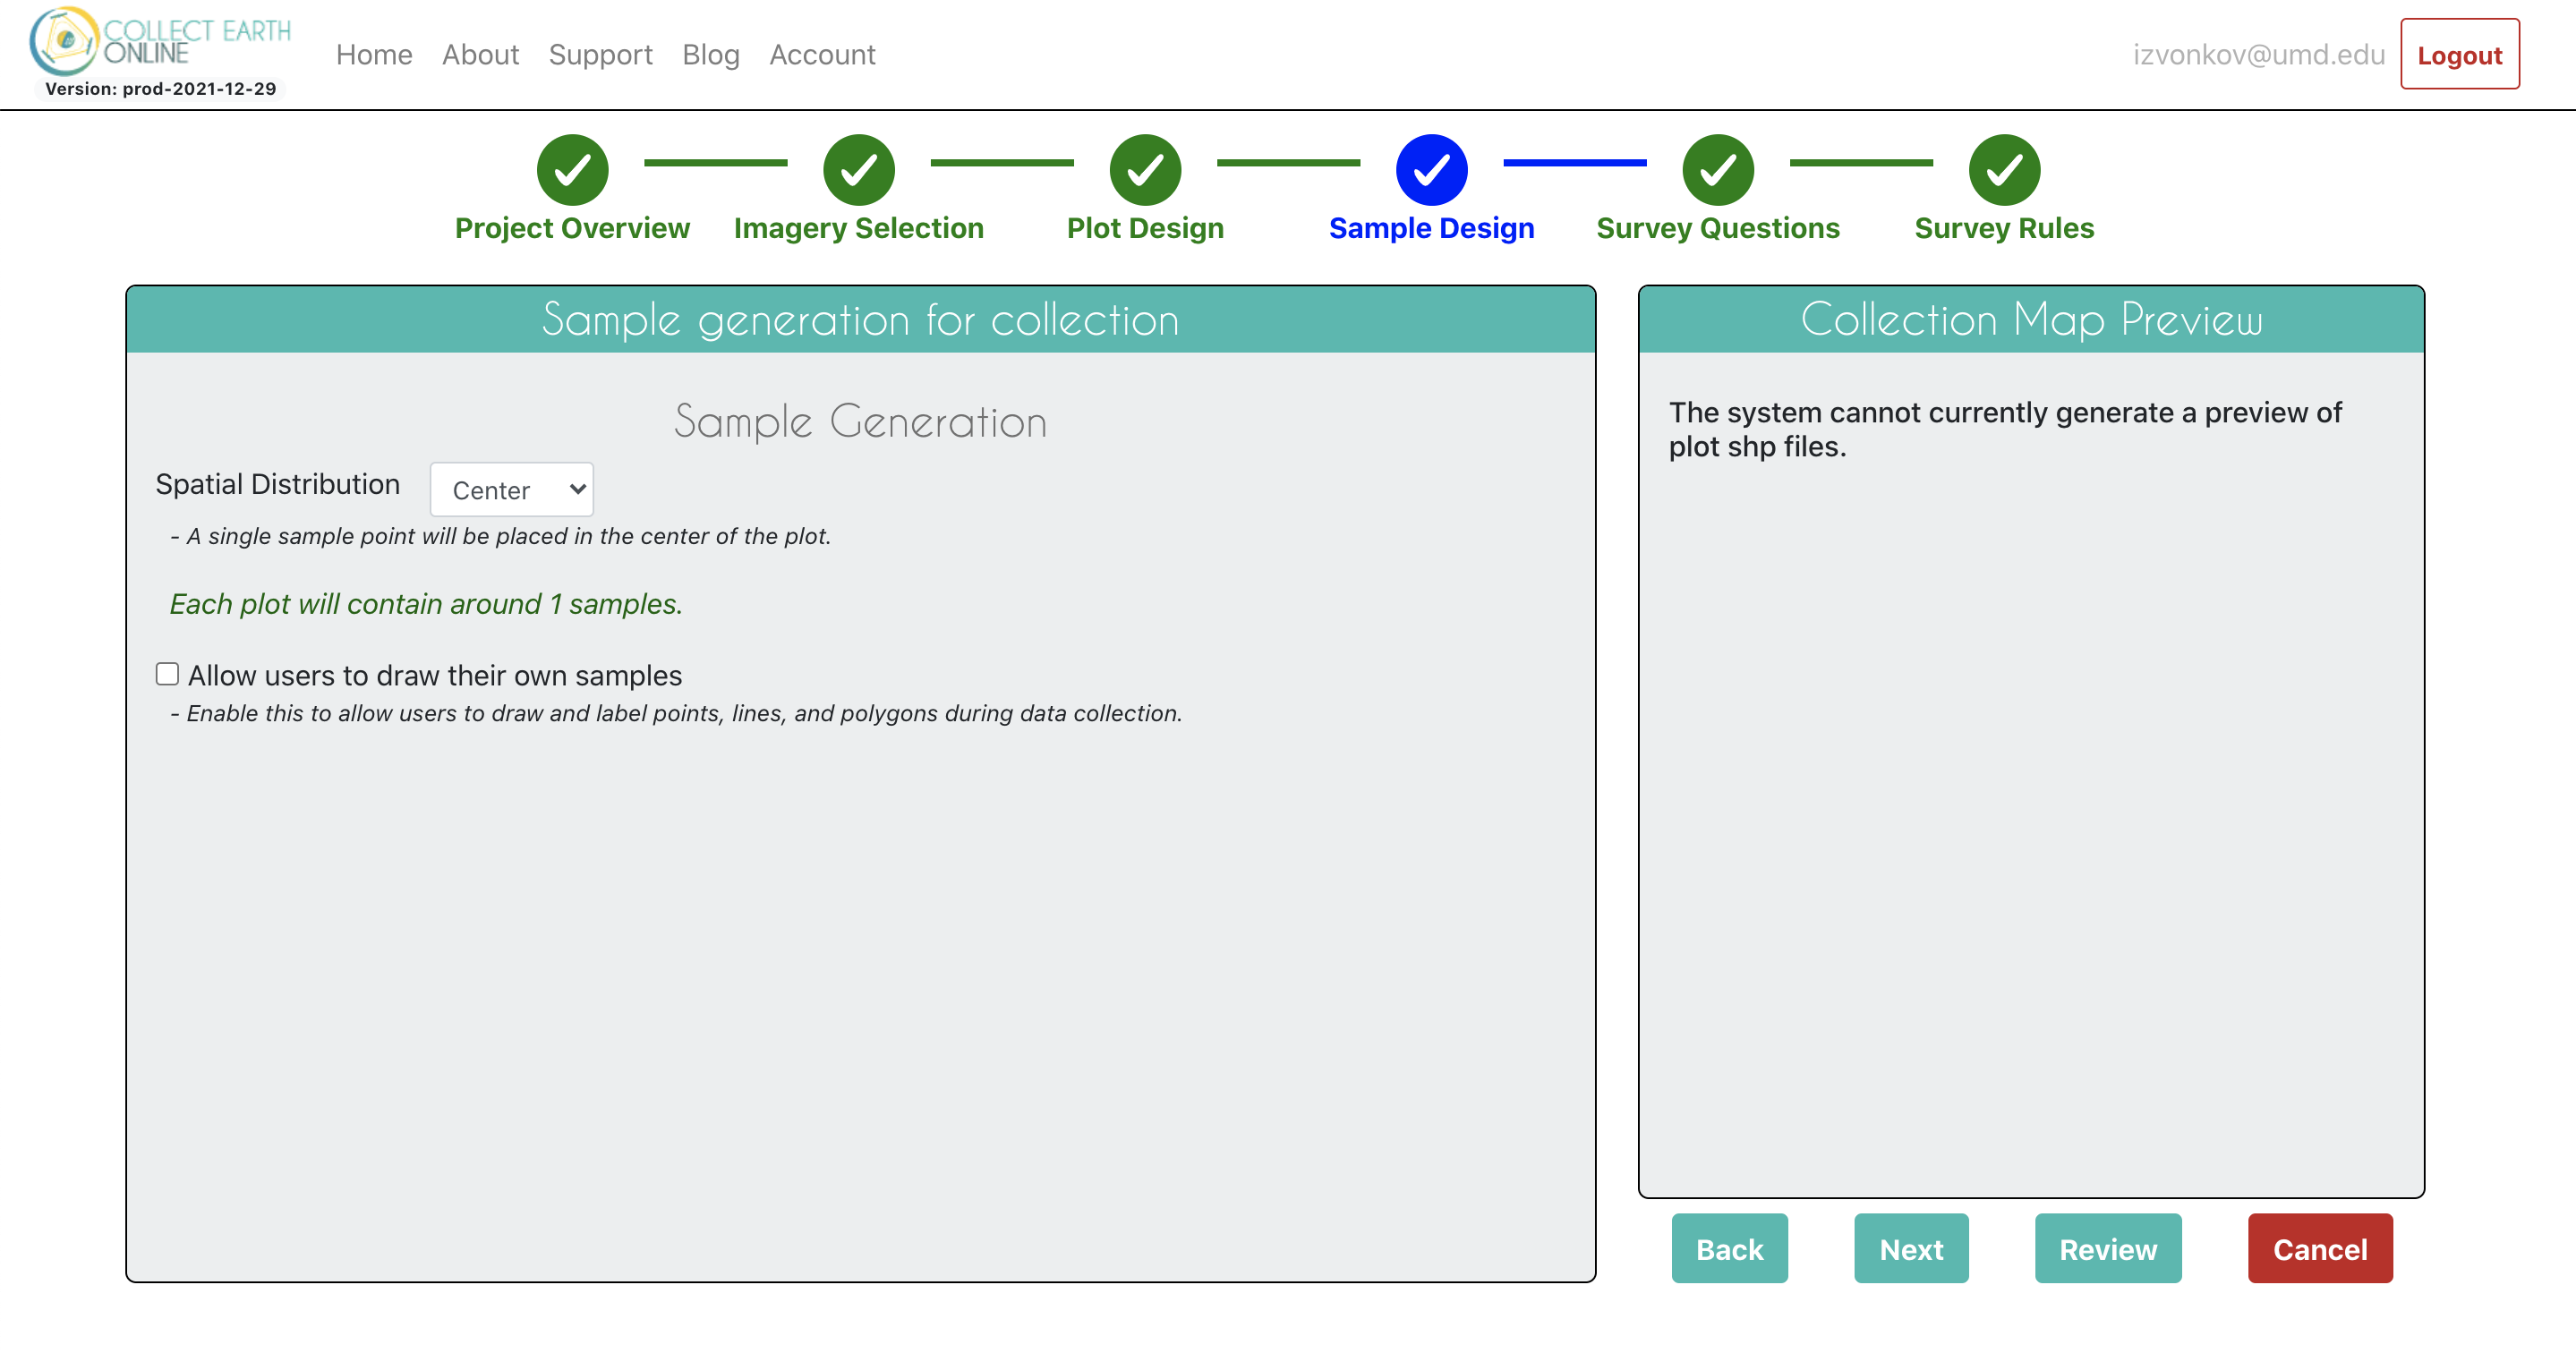 COLLECT EARTH
ONLINE
Version: prod-2021-12-29
Home About Support Blog Account
izvonkov@umd.edu Logout
Project Overview Imagery Selection Plot Design Sample Design Survey Questions Survey Rules
Sample generation for collection
Sample Generation
Spatial Distribution Center
- A single sample point will be placed in the center of the plot.
Each plot will contain around 1 samples.
Allow users to draw their own samples
- Enable this to allow users to draw and label points, lines, and polygons during data collection.
Collection Map Preview
The system cannot currently generate a preview of
plot shp files.
Back Next Review Cancel